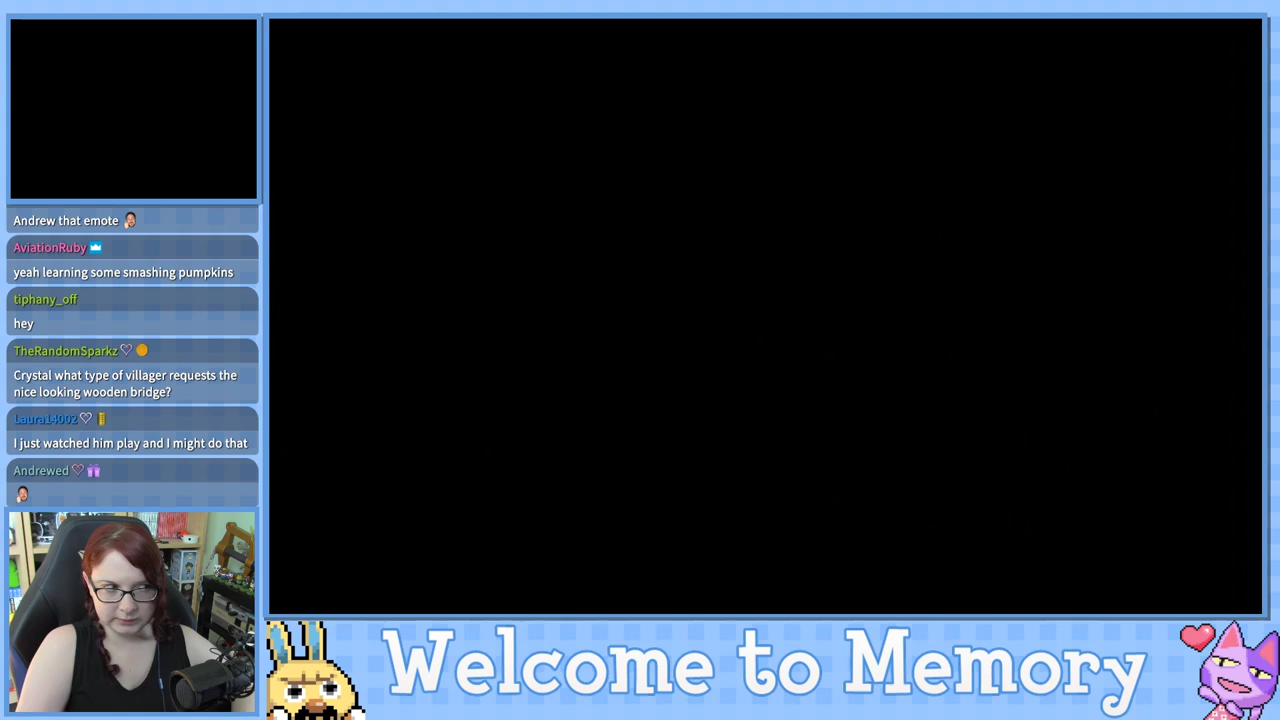 Andrew that emote
AviationRuby
yeah learning some smashing pumpkins
tiphany_off
hey
TheRandomSparkz
Crystal what type of villager requests the
nice looking wooden bridge?
Laura14002
I just watched him play and I might do that
Andrewed
Welcome to Memory